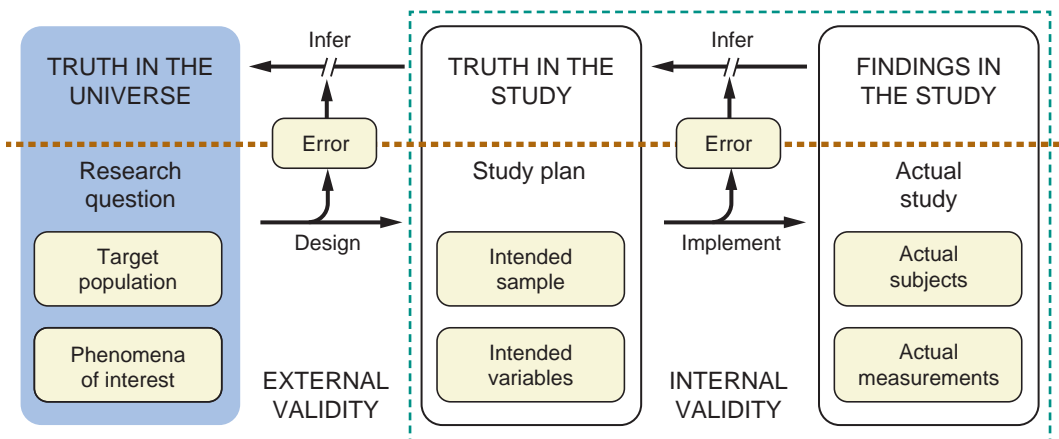 TRUTH IN THE
UNIVERSE
Research
question
Target
population
Phenomena
of interest
Infer
Error
Design
EXTERNAL
VALIDITY
TRUTH IN THE
STUDY
Study plan
Intended
sample
Intended
variables
Infer
Error
Implement
INTERNAL
VALIDITY
FINDINGS IN
THE STUDY
Actual
study
Actual
subjects
Actual
measurements